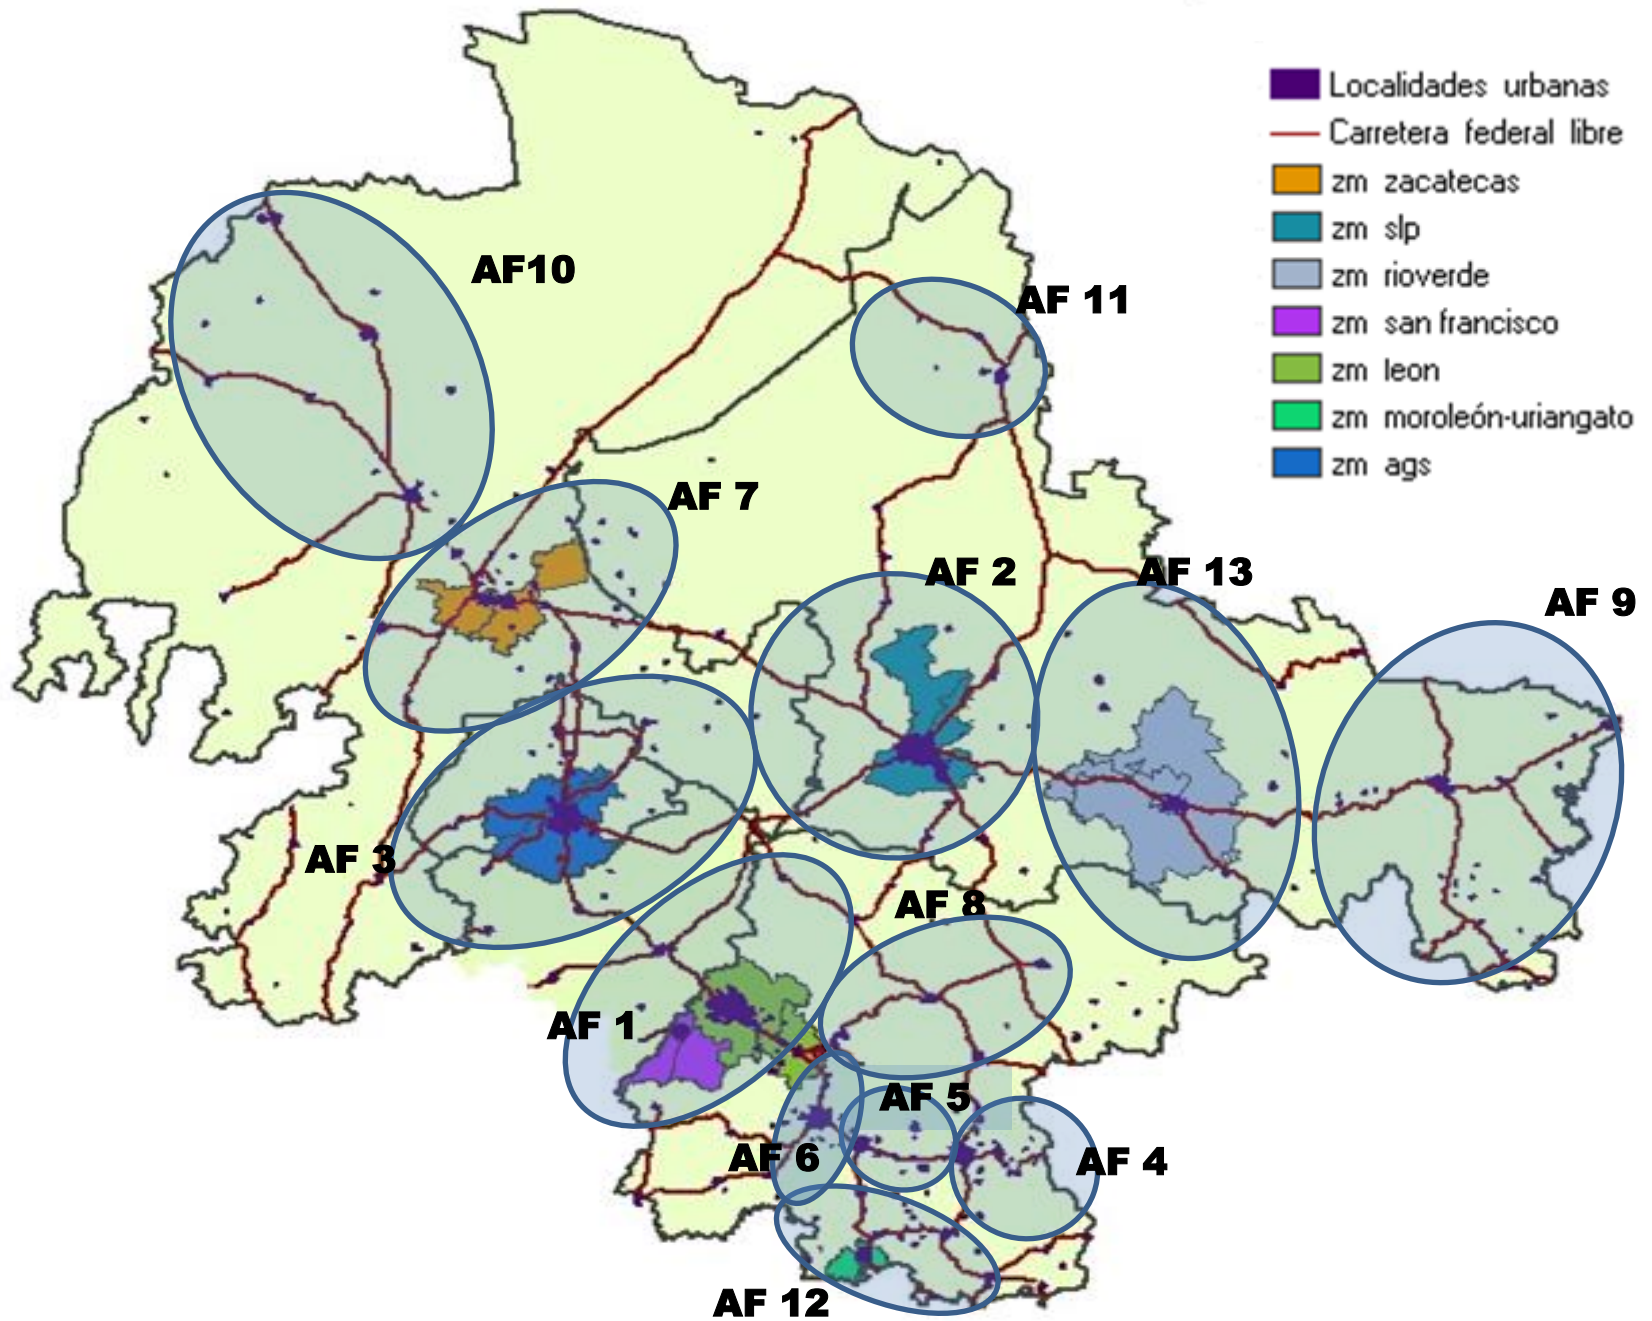 Localidades urbanas
Carretera federal libre
zm zacatecas
zm slp
zm rioverde
zm san francisco
zm leon
zm moroleón-uriangato
zm ags
AF10
AF 11
AF 7
AF 2
AF 13
AF 9
AF 3
AF 8
AF 1
AF 5
AF 6
AF 4
AF 12